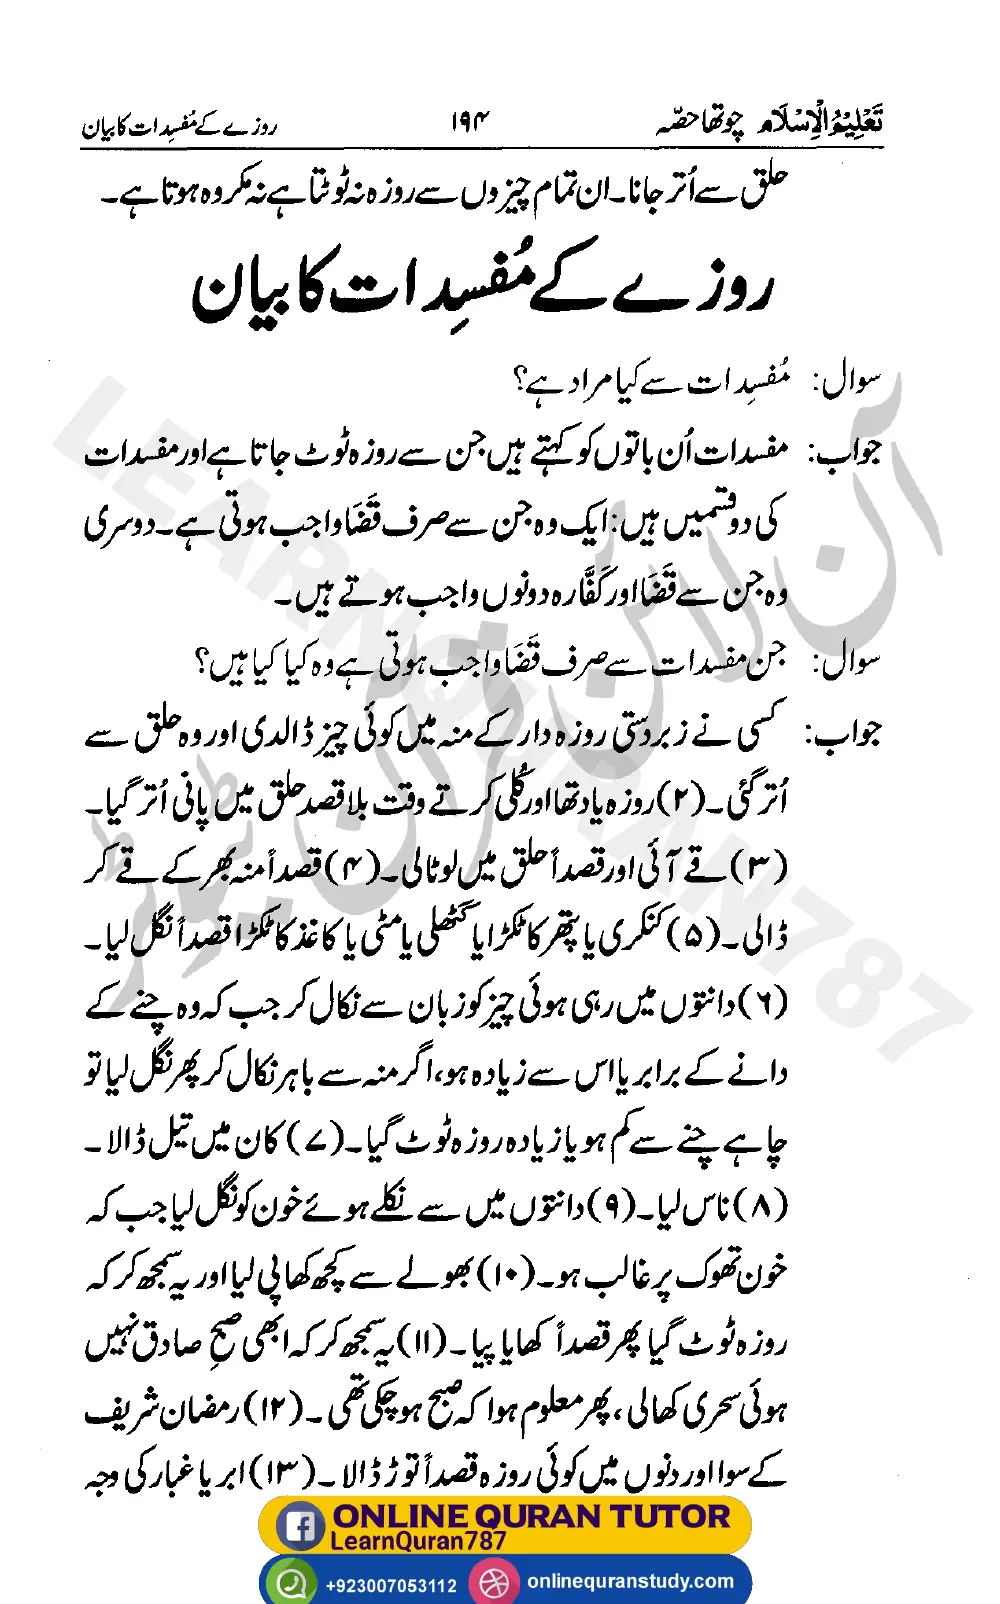 تَعْلِیْمُ الْاِسْلَام چوتھا حصّہ ۱۹۴ روزے کے مُفسِدات کا بیان
حلق سے اُتر جانا۔ ان تمام چیزوں سے روزہ نہ ٹوٹتا ہے نہ مکروہ ہوتا ہے۔
روزے کے مُفسِدات کا بیان
سوال: مُفسِدات سے کیا مراد ہے؟
جواب: مفسدات اُن باتوں کو کہتے ہیں جن سے روزہ ٹوٹ جاتا ہے اور مفسدات
کی دو قسمیں ہیں: ایک وہ جن سے صرف قَضَا واجب ہوتی ہے۔ دوسری
وہ جن سے قَضَا اور کَفَّارہ دونوں واجب ہوتے ہیں۔
سوال: جن مفسدات سے صرف قَضَا واجب ہوتی ہے وہ کیا کیا ہیں؟
جواب: کسی نے زبردستی روزہ دار کے منہ میں کوئی چیز ڈالدی اور وہ حلق سے
اُتر گئی۔ (۲) روزہ یاد تھا اور کُلی کرتے وقت بلا قصد حلق میں پانی اُتر گیا۔
(۳) قے آئی اور قصداً حلق میں لوٹالی۔ (۴) قصداً منہ بھر کے قے کر
ڈالی۔ (۵) کنکری یا پتھر کا ٹکڑا یا گٹھلی یا مٹی یا کاغذ کا ٹکڑا قصداً نگل لیا۔
(۶) دانتوں میں رہی ہوئی چیز کو زبان سے نکال کر جب کہ وہ چنے کے
دانے کے برابر یا اس سے زیادہ ہو، اگر منہ سے باہر نکال کر پھر نگل لیا تو
چاہے چنے سے کم ہو یا زیادہ روزہ ٹوٹ گیا۔ (۷) کان میں تیل ڈالا۔
(۸) ناس لیا۔ (۹) دانتوں میں سے نکلے ہوئے خون کو نگل لیا جب کہ
خون تھوک پر غالب ہو۔ (۱۰) بھولے سے کچھ کھا پی لیا اور یہ سمجھ کر کہ
روزہ ٹوٹ گیا پھر قصداً کھایا پیا۔ (۱۱) یہ سمجھ کر کہ ابھی صبح صادق نہیں
ہوئی سحری کھالی، پھر معلوم ہوا کہ صبح ہو چکی تھی۔ (۱۲) رمضان شریف
کے سوا اور دنوں میں کوئی روزہ قصداً توڑ ڈالا۔ (۱۳) ابر یا غبار کی وجہ
LEARNQURAN787
آن لائن قرآن ٹیوٹر
ONLINE QURAN TUTOR
LearnQuran787
+923007053112 onlinequranstudy.com